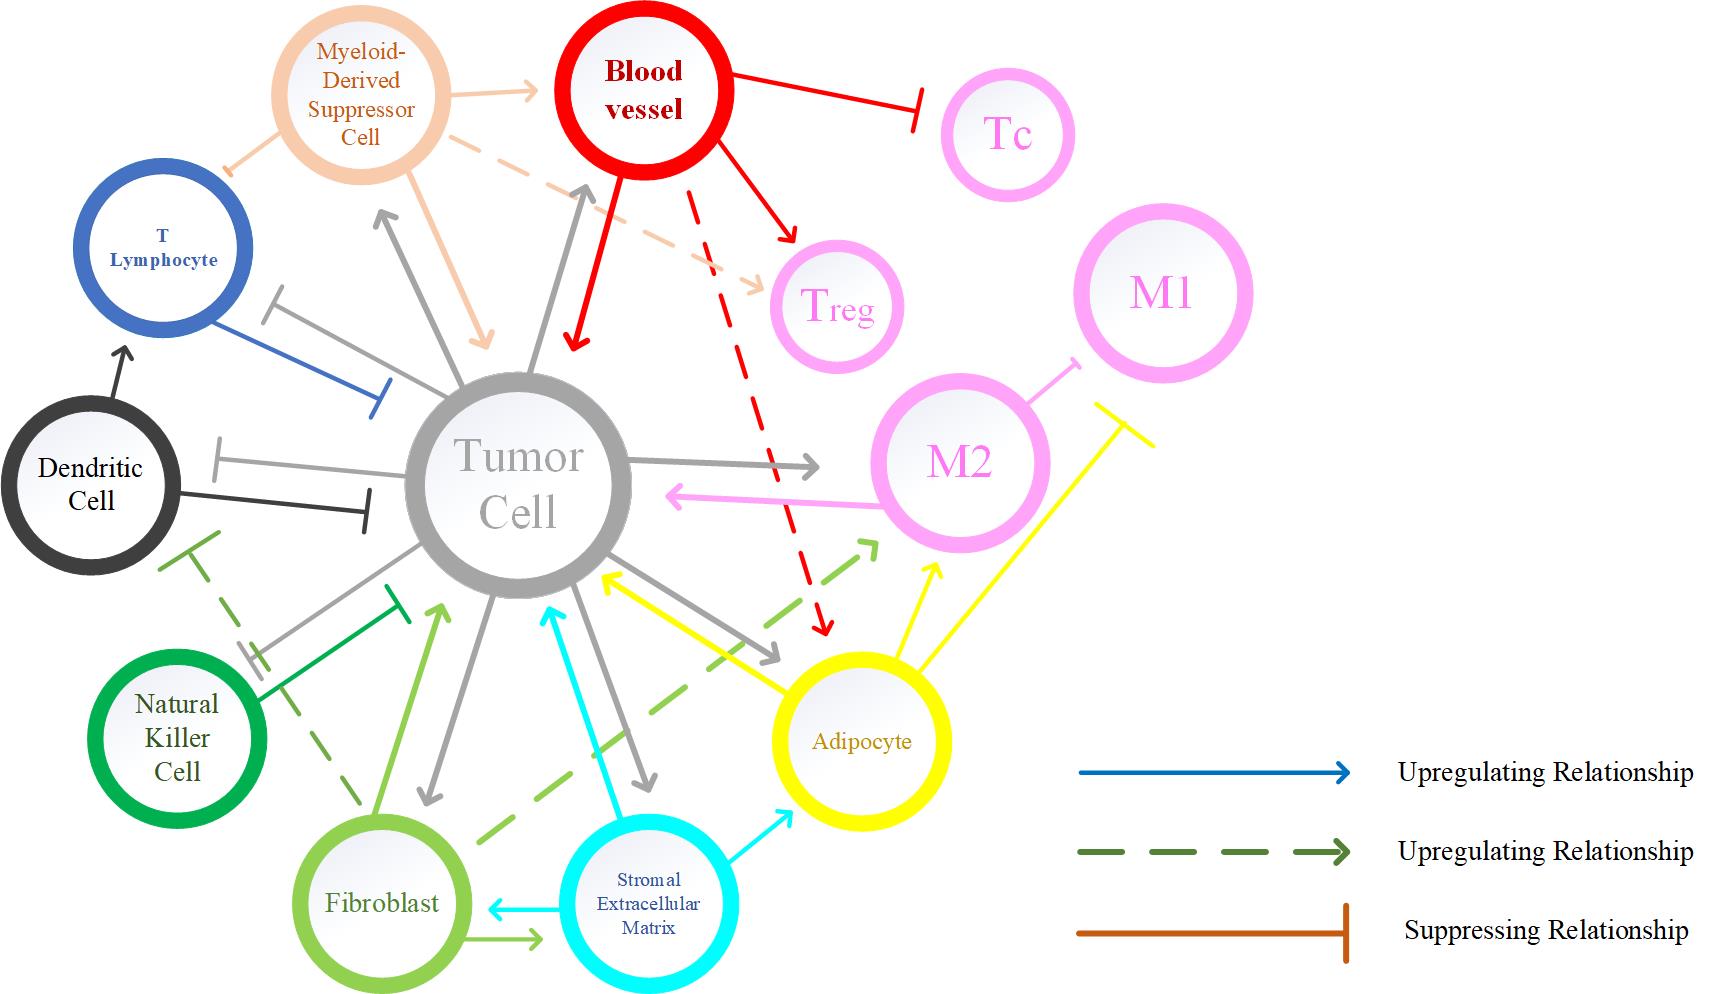 Myeloid-
Derived
Suppressor
Cell
Blood
vessel
Tc
T
Lymphocyte
Treg
M1
Dendritic
Cell
Tumor
Cell
M2
Natural
Killer
Cell
Adipocyte
Fibroblast
Stromal
Extracellular
Matrix
Upregulating Relationship
Upregulating Relationship
Suppressing Relationship